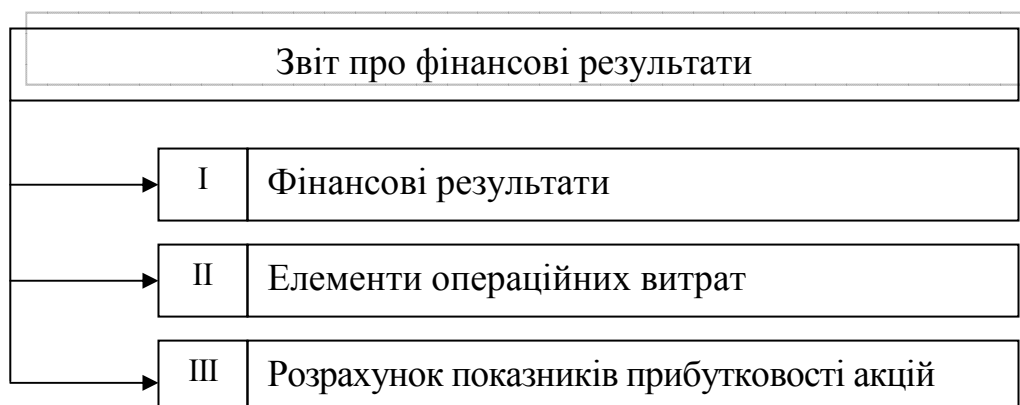 Звіт про фінансові результати
I Фінансові результати
II Елементи операційних витрат
III Розрахунок показників прибутковості акцій